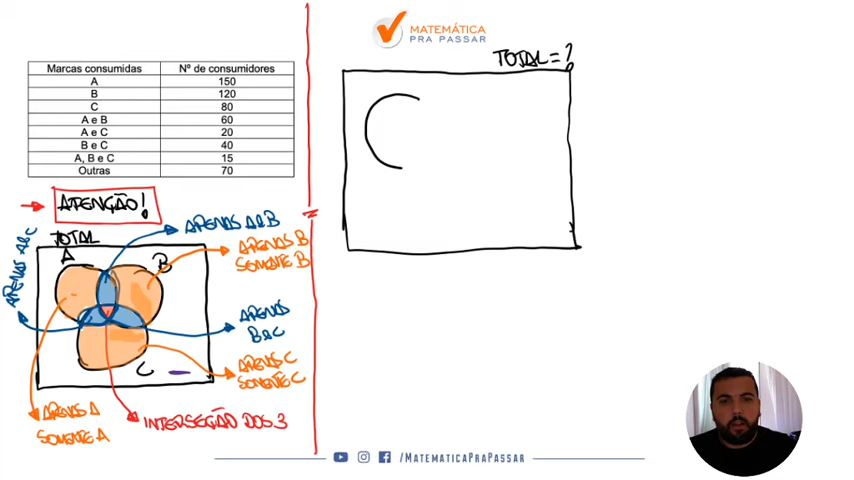 MATEMÁTICA
PRA PASSAR
TOTAL = ?
Marcas consumidas Nº de consumidores
A 150
B 120
C 80
A e B 60
A e C 20
B e C 40
A, B e C 15
Outras 70
ATENÇÃO!
APENAS A e B
TOTAL
A
B
APENAS A e C
APENAS B
SOMENTE B
APENAS
B e C
C
APENAS C
SOMENTE C
APENAS A
SOMENTE A
INTERSEÇÃO DOS 3
/MatematicaPraPassar